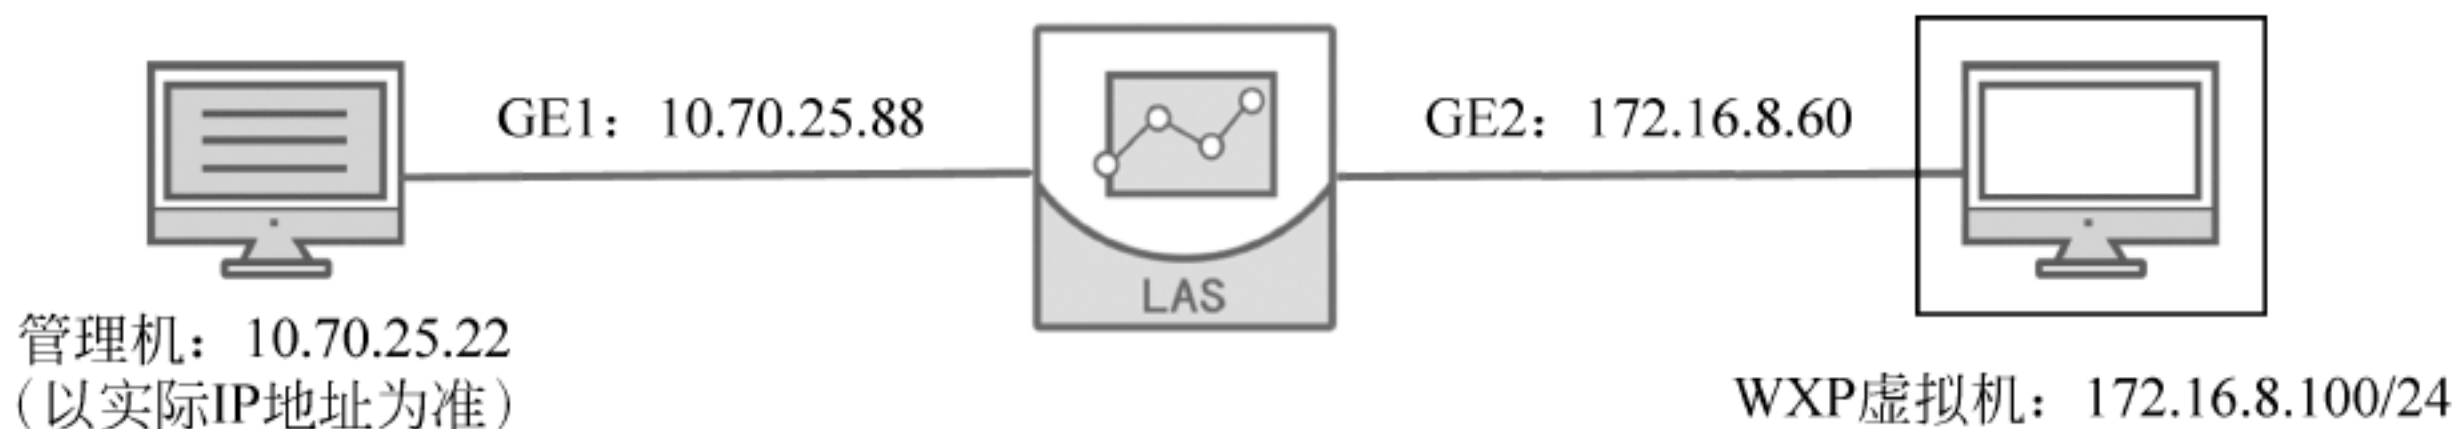 GE1：10.70.25.88
GE2：172.16.8.60
LAS
管理机：10.70.25.22
（以实际IP地址为准）
WXP虚拟机：172.16.8.100/24